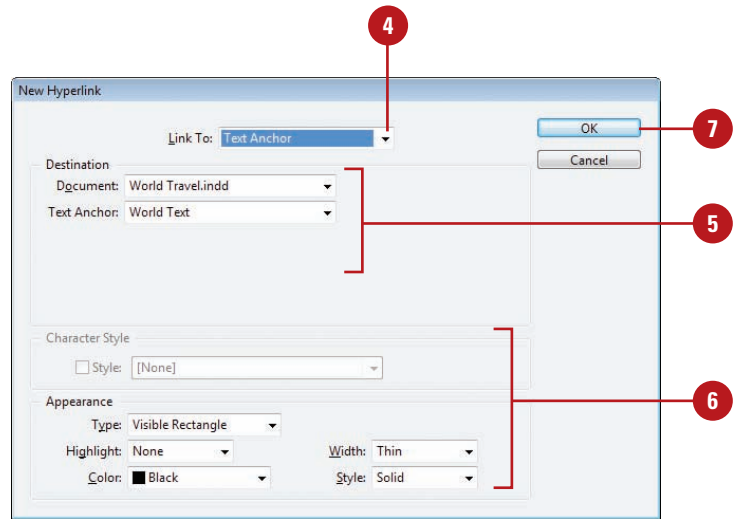 4
New Hyperlink
Link To: Text Anchor
OK
7
Cancel
Destination
Document: World Travel.indd
Text Anchor: World Text
5
Character Style
Style: [None]
6
Appearance
Type: Visible Rectangle
Highlight: None Width: Thin
Color: Black Style: Solid